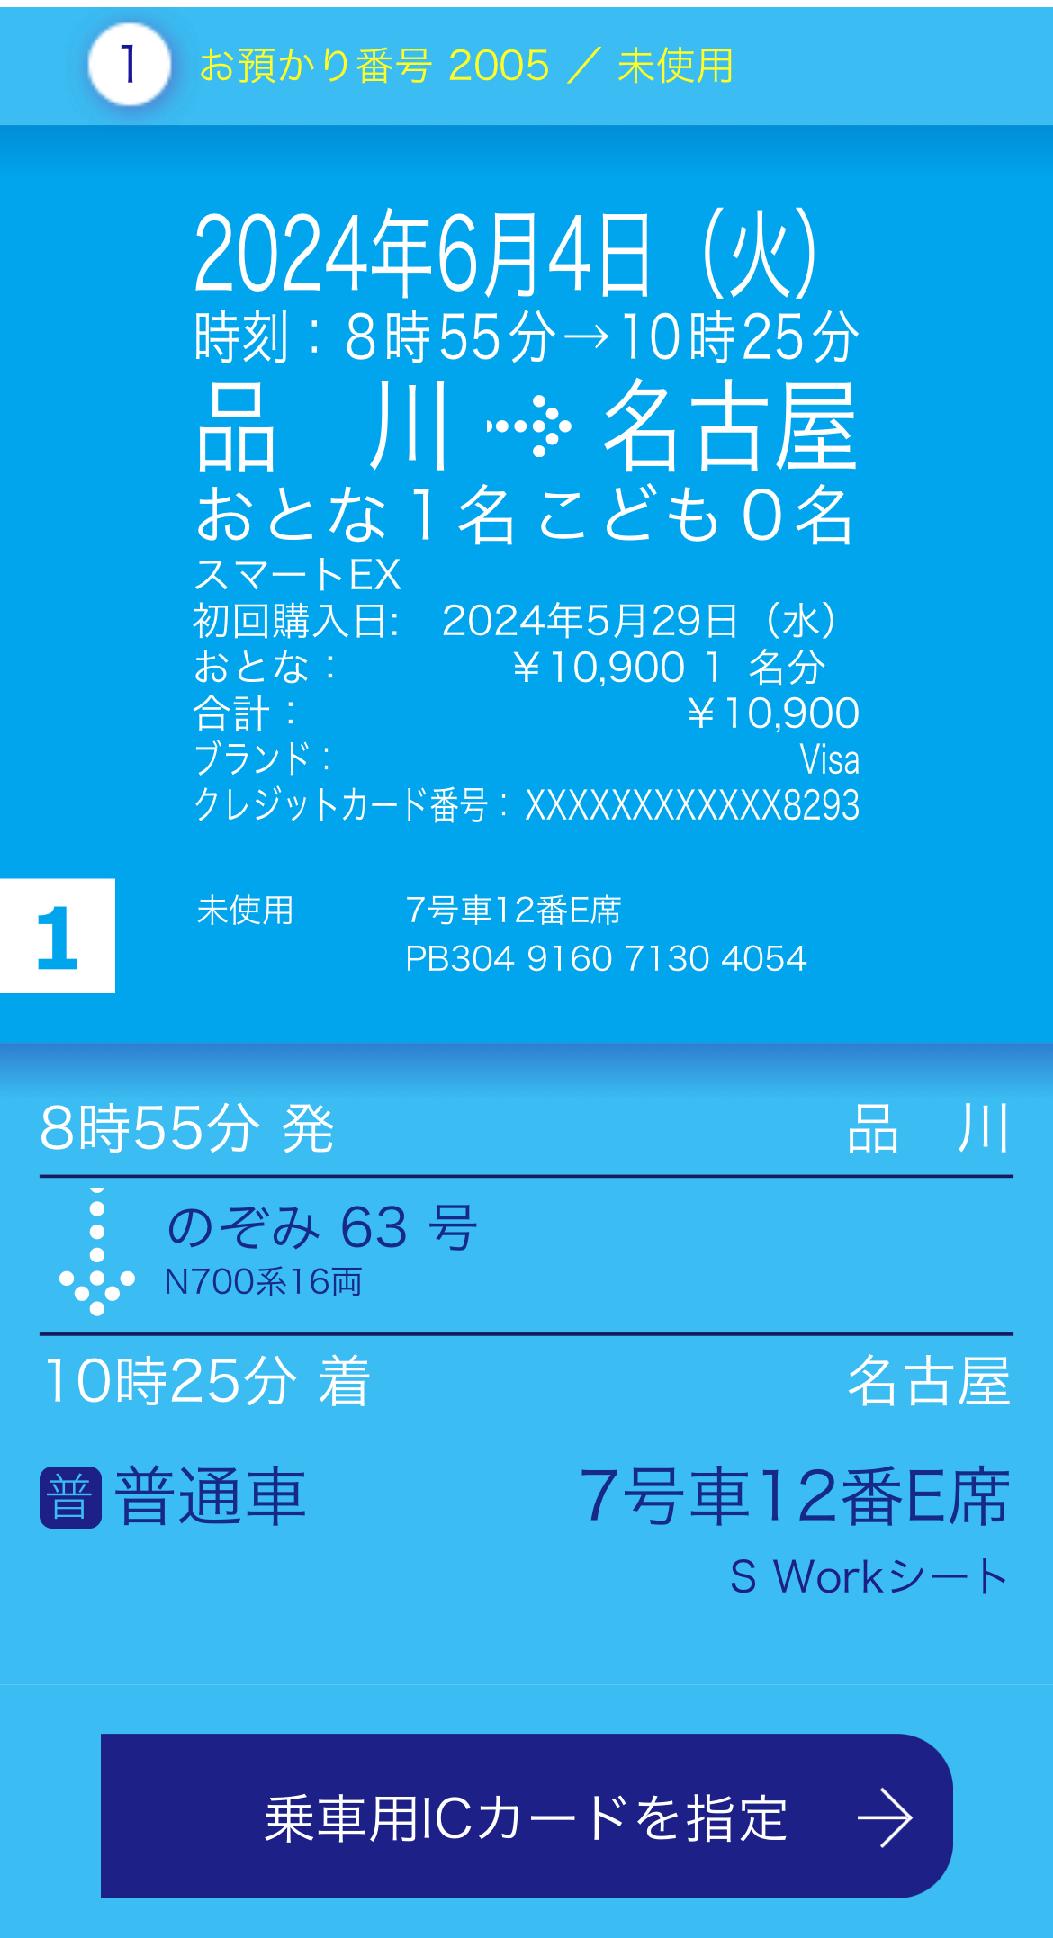 1 お預かり番号 2005 ／ 未使用
2024年6月4日（火）
時刻：8時55分→10時25分
品　川 → 名古屋
おとな1名 こども0名
スマートEX
初回購入日:　2024年5月29日（水）
おとな：　¥10,900 1 名分
合計：　¥10,900
ブランド：　Visa
クレジットカード番号：XXXXXXXXXXXX8293
1 未使用　7号車12番E席
PB304 9160 7130 4054
8時55分 発　品　川
のぞみ 63 号
N700系16両
10時25分 着　名古屋
普 普通車　7号車12番E席
S Workシート
乗車用ICカードを指定 →